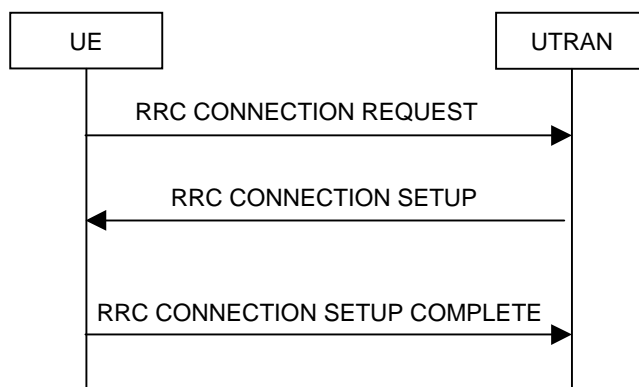 UE
UTRAN
RRC CONNECTION REQUEST
RRC CONNECTION SETUP
RRC CONNECTION SETUP COMPLETE